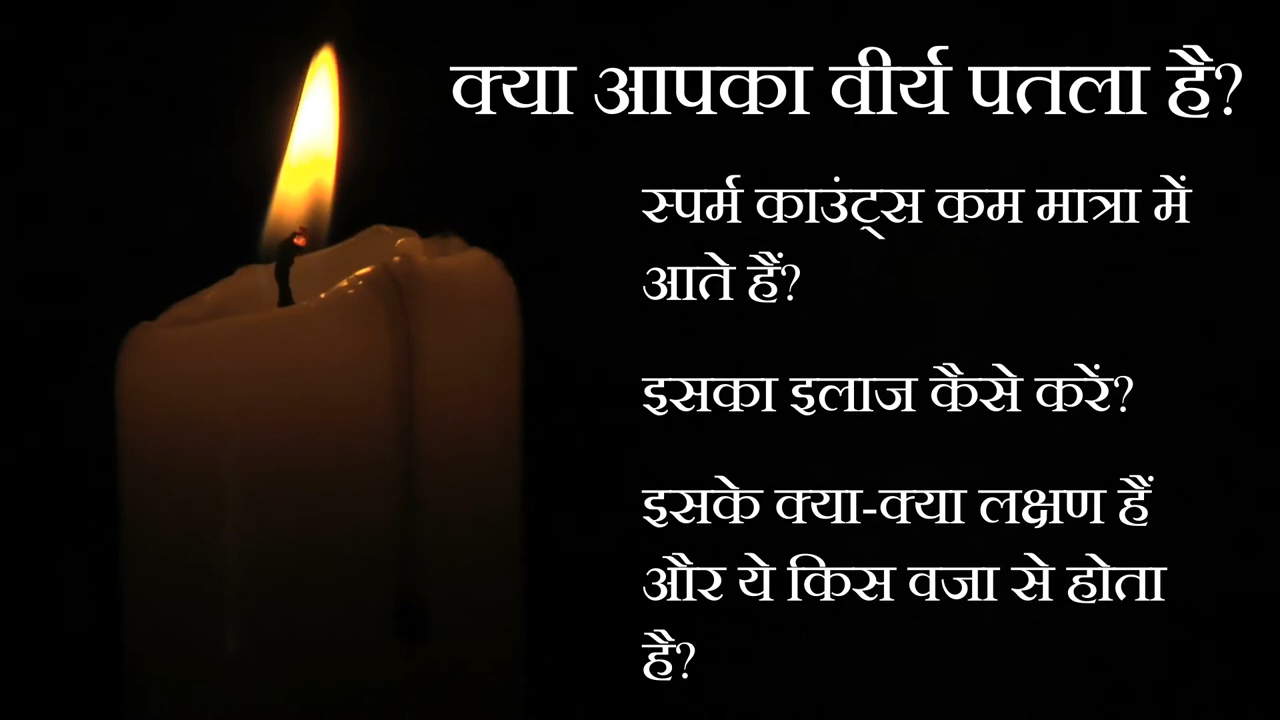 क्या आपका वीर्य पतला है?
स्पर्म काउंट्स कम मात्रा में
आते हैं?
इसका इलाज कैसे करें?
इसके क्या-क्या लक्षण हैं
और ये किस वजा से होता
है?